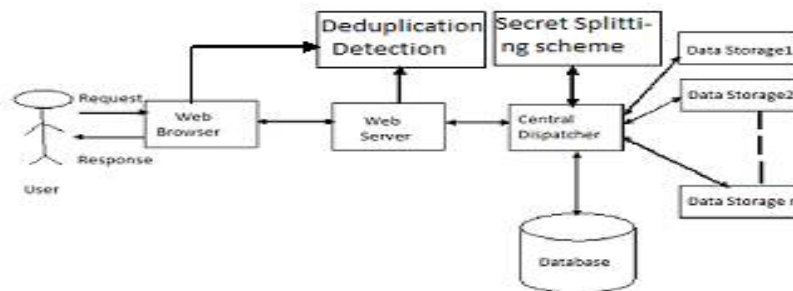 Deduplication
Detection
Secret Splitti-
ng scheme
Data Storage1
Data Storage2
Data Storage n
Request
Response
User
Web
Browser
Web
Server
Central
Dispatcher
Database